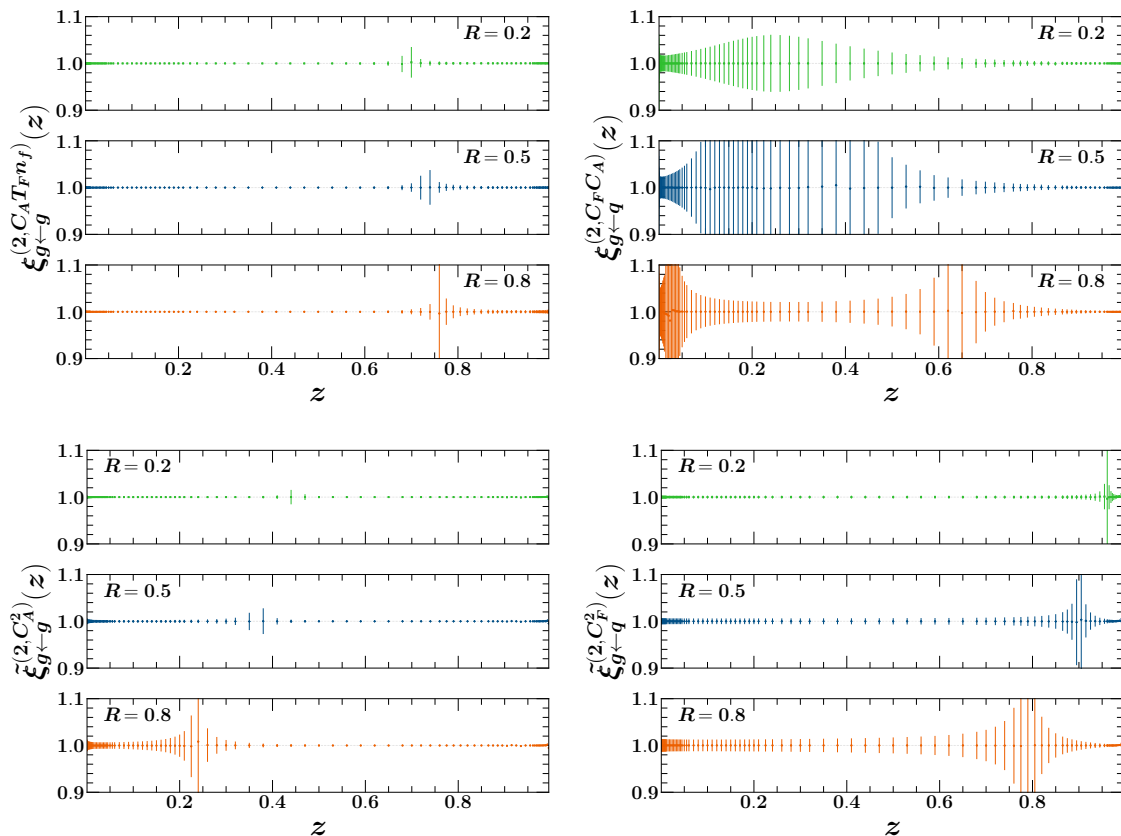 1.1
1.0
0.9
R = 0.2
1.1
1.0
0.9
R = 0.5
1.1
1.0
0.9
R = 0.8
0.2 0.4 0.6 0.8
z
ξ_{g←g}^{(2,C_A T_F n_f)}(z)
1.1
1.0
0.9
R = 0.2
1.1
1.0
0.9
R = 0.5
1.1
1.0
0.9
R = 0.8
0.2 0.4 0.6 0.8
z
ξ_{g←q}^{(2,C_F C_A)}(z)
1.1
1.0
0.9
R = 0.2
1.1
1.0
0.9
R = 0.5
1.1
1.0
0.9
R = 0.8
0.2 0.4 0.6 0.8
z
ξ̃_{g←g}^{(2,C_A^2)}(z)
1.1
1.0
0.9
R = 0.2
1.1
1.0
0.9
R = 0.5
1.1
1.0
0.9
R = 0.8
0.2 0.4 0.6 0.8
z
ξ̃_{g←q}^{(2,C_F^2)}(z)